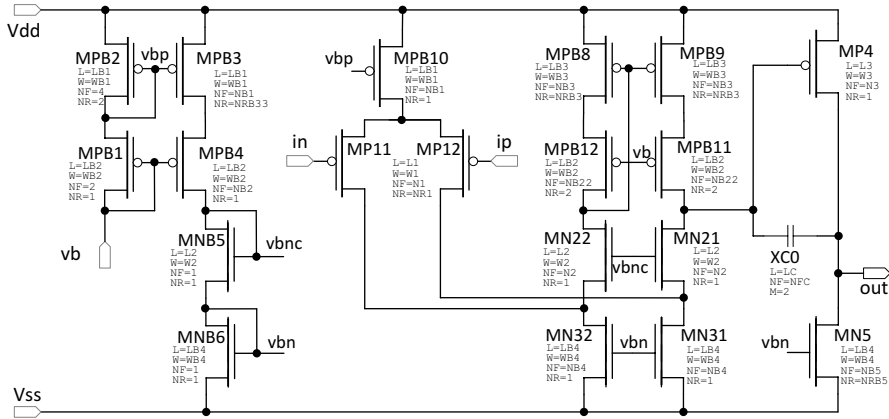 Vdd
MPB2
L=LB1
W=WB1
NF=4
NR=2
vbp
MPB3
L=LB1
W=WB1
NF=NB1
NR=NRB33
MPB1
L=LB2
W=WB2
NF=2
NR=1
MPB4
L=LB2
W=WB2
NF=NB2
NR=1
vb
MNB5
L=L2
W=W2
NF=1
NR=1
vbnc
MNB6
L=LB4
W=WB4
NF=1
NR=1
vbn
Vss
vbp
MPB10
L=LB1
W=WB1
NF=NB1
NR=1
in
MP11
MP12
L=L1
W=W1
NF=N1
NR=NR1
ip
MPB8
L=LB3
W=WB3
NF=NB3
NR=NRB3
MPB9
L=LB3
W=WB3
NF=NB3
NR=NRB3
MPB12
L=LB2
W=WB2
NF=NB22
NR=2
vb
MPB11
L=LB2
W=WB2
NF=NB22
NR=2
MN22
L=L2
W=W2
NF=N2
NR=1
vbnc
MN21
L=L2
W=W2
NF=N2
NR=1
MN32
L=LB4
W=WB4
NF=NB4
NR=1
vbn
MN31
L=LB4
W=WB4
NF=NB4
NR=1
MP4
L=L3
W=W3
NF=N3
NR=1
XC0
L=LC
NF=NFC
M=2
out
vbn
MN5
L=LB4
W=WB4
NF=NB5
NR=NRB5